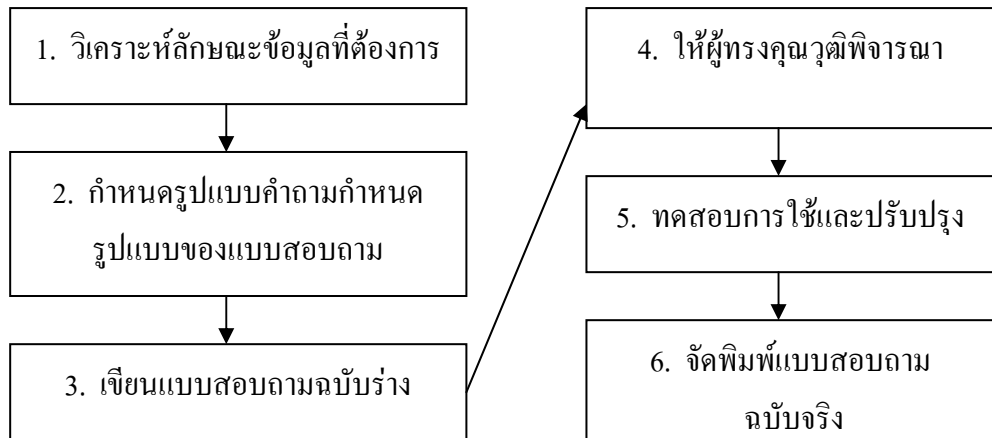 1. วิเคราะห์ลักษณะข้อมูลที่ต้องการ
2. กำหนดรูปแบบคำถามกำหนด
รูปแบบของแบบสอบถาม
3. เขียนแบบสอบถามฉบับร่าง
4. ให้ผู้ทรงคุณวุฒิพิจารณา
5. ทดสอบการใช้และปรับปรุง
6. จัดพิมพ์แบบสอบถาม
ฉบับจริง